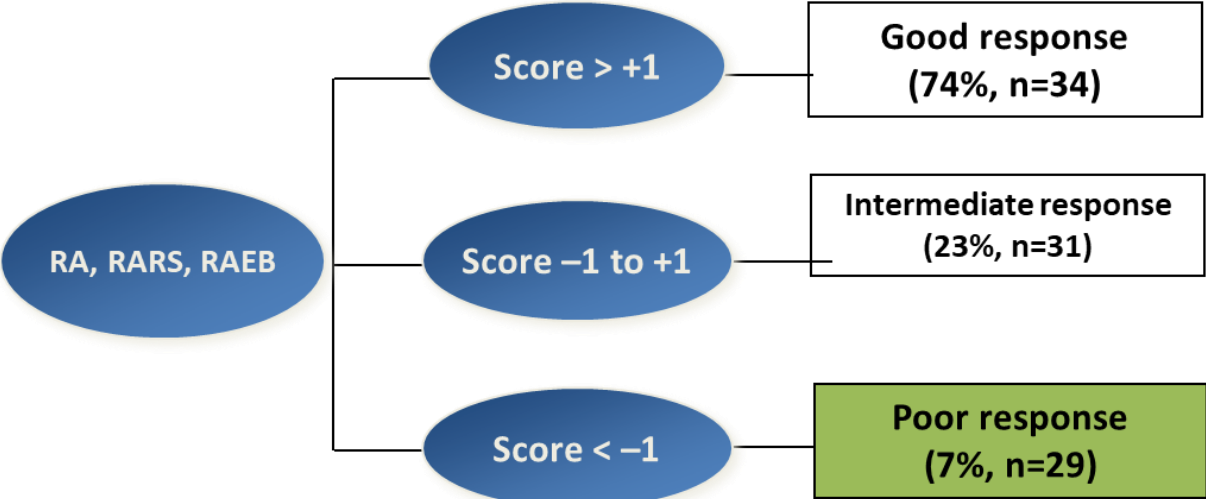 RA, RARS, RAEB
Score > +1
Good response
(74%, n=34)
Score –1 to +1
Intermediate response
(23%, n=31)
Score < –1
Poor response
(7%, n=29)